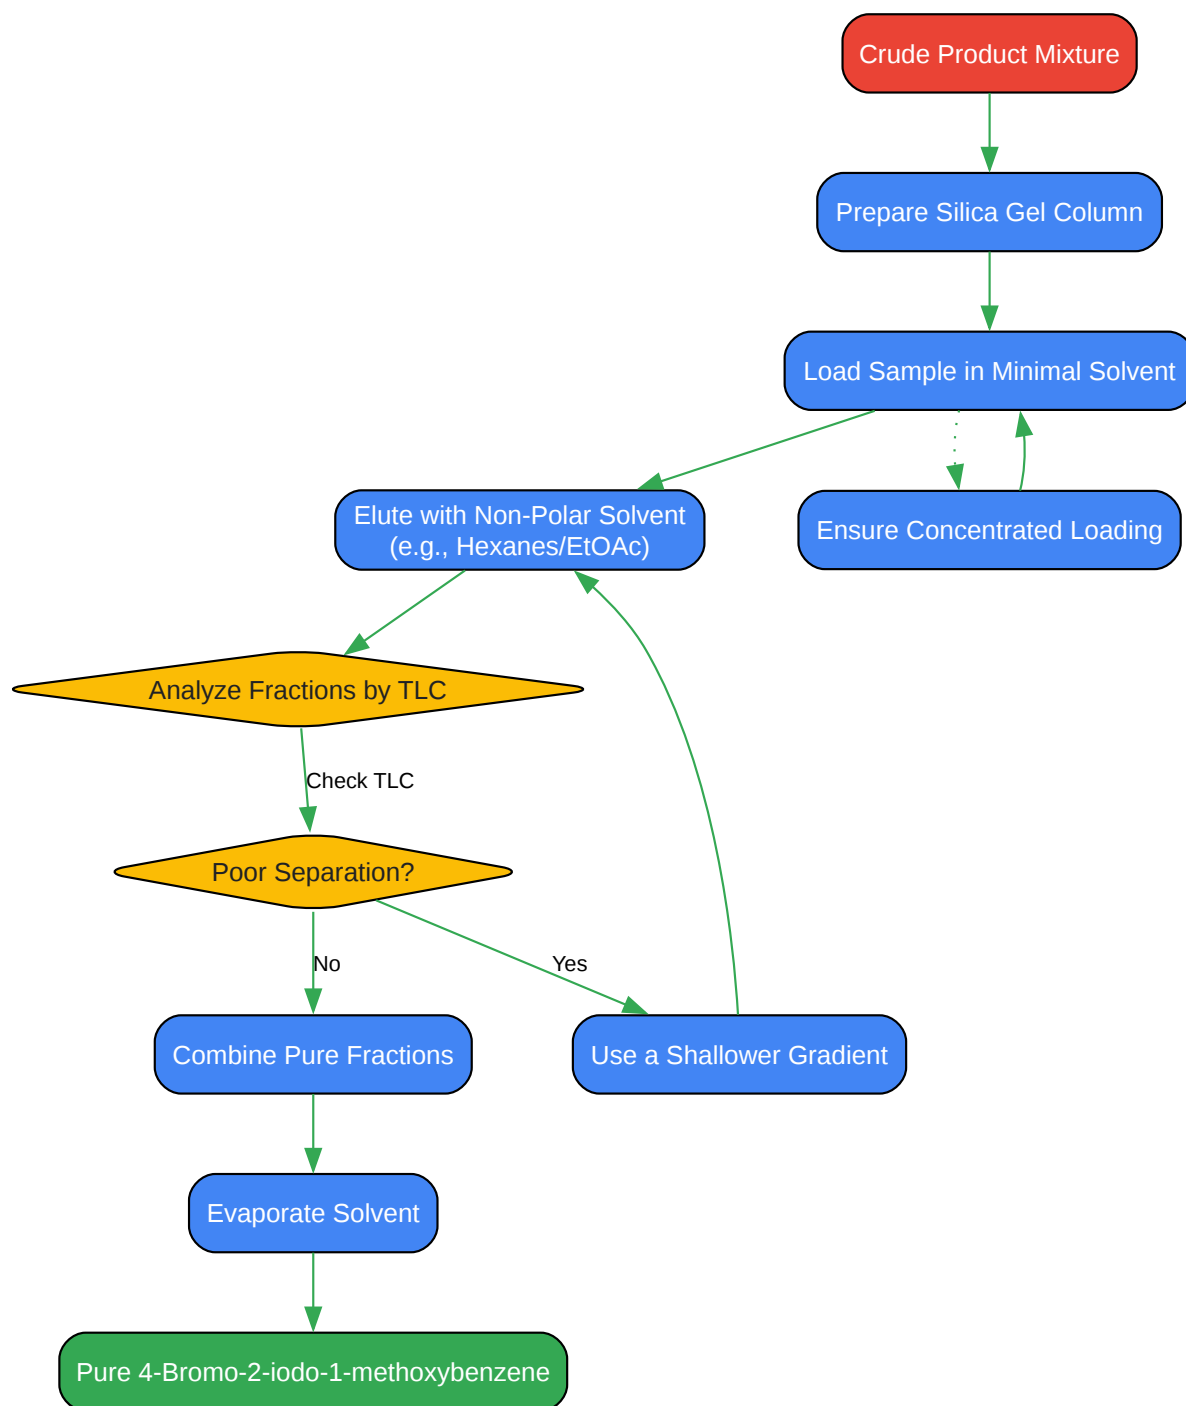 Crude Product Mixture
Prepare Silica Gel Column
Load Sample in Minimal Solvent
Elute with Non-Polar Solvent
(e.g., Hexanes/EtOAc)
Ensure Concentrated Loading
Analyze Fractions by TLC
Check TLC
Poor Separation?
No
Yes
Combine Pure Fractions
Use a Shallower Gradient
Evaporate Solvent
Pure 4-Bromo-2-iodo-1-methoxybenzene